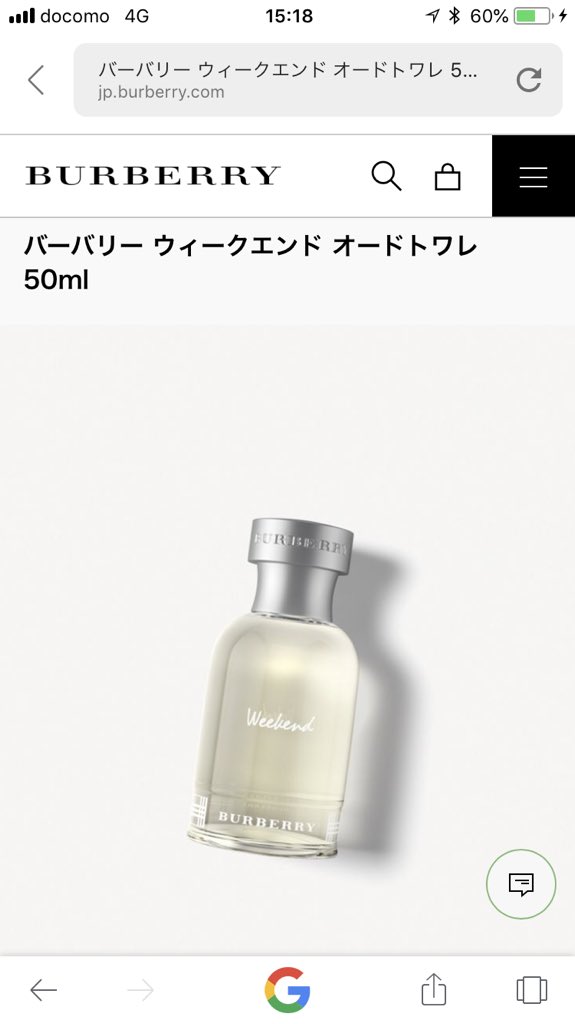 docomo 4G 15:18 60%
バーバリー ウィークエンド オードトワレ 5...
jp.burberry.com
BURBERRY
バーバリー ウィークエンド オードトワレ
50ml
BURBERRY
Weekend
BURBERRY